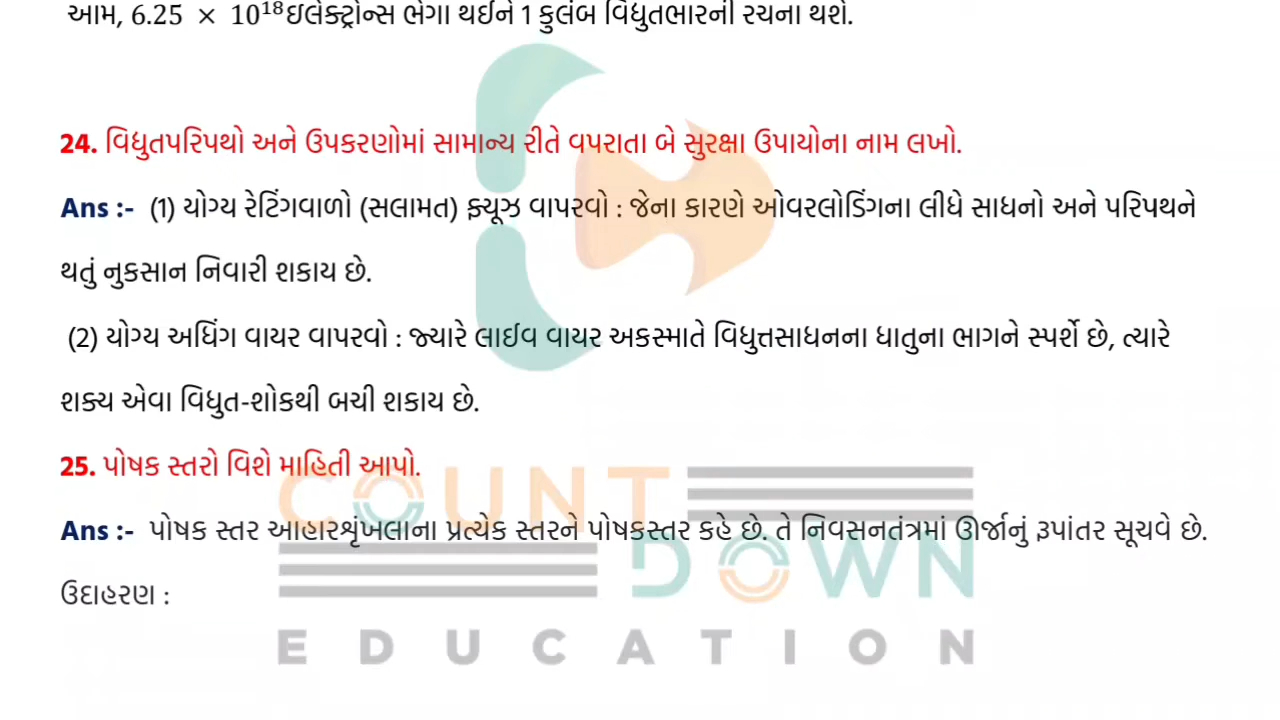 આમ, 6.25 × 10¹⁸ઇલેક્ટ્રોન્સ ભેગા થઈને 1 કુલંબ વિદ્યુતભારની રચના થશે.
24. વિદ્યુતપરિપથો અને ઉપકરણોમાં સામાન્ય રીતે વપરાતા બે સુરક્ષા ઉપાયોના નામ લખો.
Ans :- (1) યોગ્ય રેટિંગવાળો (સલામત) ફ્યૂઝ વાપરવો : જેના કારણે ઓવરલોડિંગના લીધે સાધનો અને પરિપથને
થતું નુકસાન નિવારી શકાય છે.
(2) યોગ્ય અર્ધિંગ વાયર વાપરવો : જ્યારે લાઈવ વાયર અકસ્માતે વિધુત્તસાધનના ધાતુના ભાગને સ્પર્શે છે, ત્યારે
શક્ય એવા વિધુત-શોકથી બચી શકાય છે.
25. પોષક સ્તરો વિશે માહિતી આપો.
Ans :- પોષક સ્તર આહારશૃંખલાના પ્રત્યેક સ્તરને પોષકસ્તર કહે છે. તે નિવસનતંત્રમાં ઊર્જાનું રૂપાંતર સૂચવે છે.
ઉદાહરણ :
COUNT
DOWN
EDUCATION